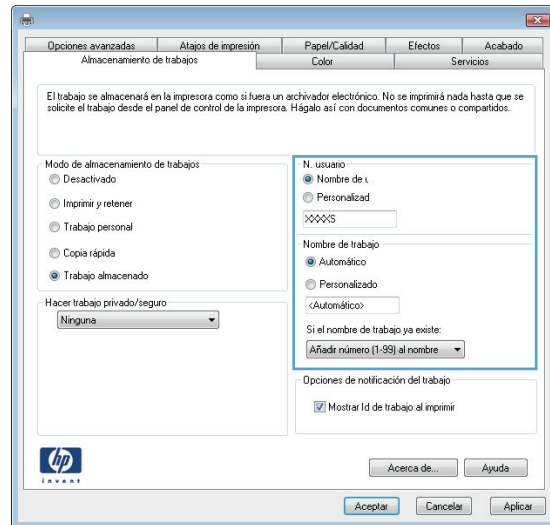 Opciones avanzadas Atajos de impresión Papel/Calidad Efectos Acabado
Almacenamiento de trabajos Color Servicios
El trabajo se almacenará en la impresora como si fuera un archivador electrónico. No se imprimirá nada hasta que se
solicite el trabajo desde el panel de control de la impresora. Hágalo así con documentos comunes o compartidos.
Modo de almacenamiento de trabajos
Desactivado
Imprimir y retener
Trabajo personal
Copia rápida
Trabajo almacenado
Hacer trabajo privado/seguro
Ninguna
N. usuario
Nombre de u
Personalizad
XXXXS
Nombre de trabajo
Automático
Personalizado
<Automático>
Si el nombre de trabajo ya existe:
Añadir número (1-99) al nombre
Opciones de notificación del trabajo
Mostrar Id de trabajo al imprimir
hp
invent
Acerca de... Ayuda
Aceptar Cancelar Aplicar